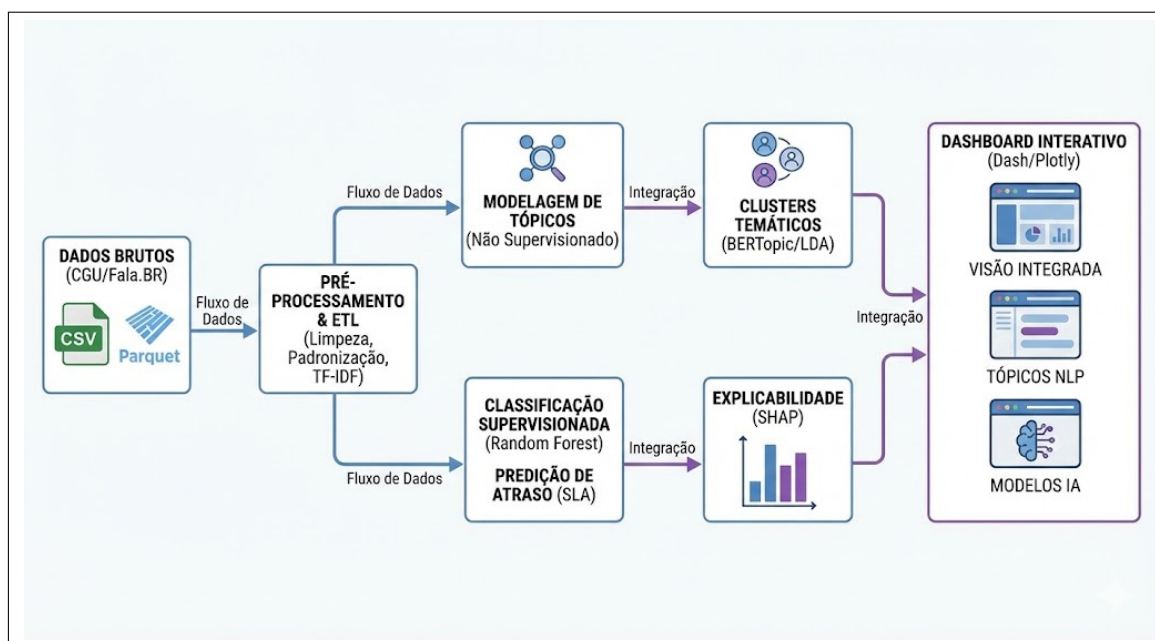 DADOS BRUTOS
(CGU/Fala.BR)
CSV
Parquet
Fluxo de
Dados
PRÉ-
PROCESSAMENTO
& ETL
(Limpeza,
Padronização,
TF-IDF)
Fluxo de Dados
MODELAGEM DE
TÓPICOS
(Não Supervisionado)
Integração
CLUSTERS
TEMÁTICOS
(BERTopic/LDA)
Fluxo de Dados
CLASSIFICAÇÃO
SUPERVISIONADA
(Random Forest)
PREDIÇÃO DE
ATRASO (SLA)
Integração
EXPLICABILIDADE
(SHAP)
Integração
DASHBOARD INTERATIVO
(Dash/Plotly)
VISÃO INTEGRADA
TÓPICOS NLP
MODELOS IA